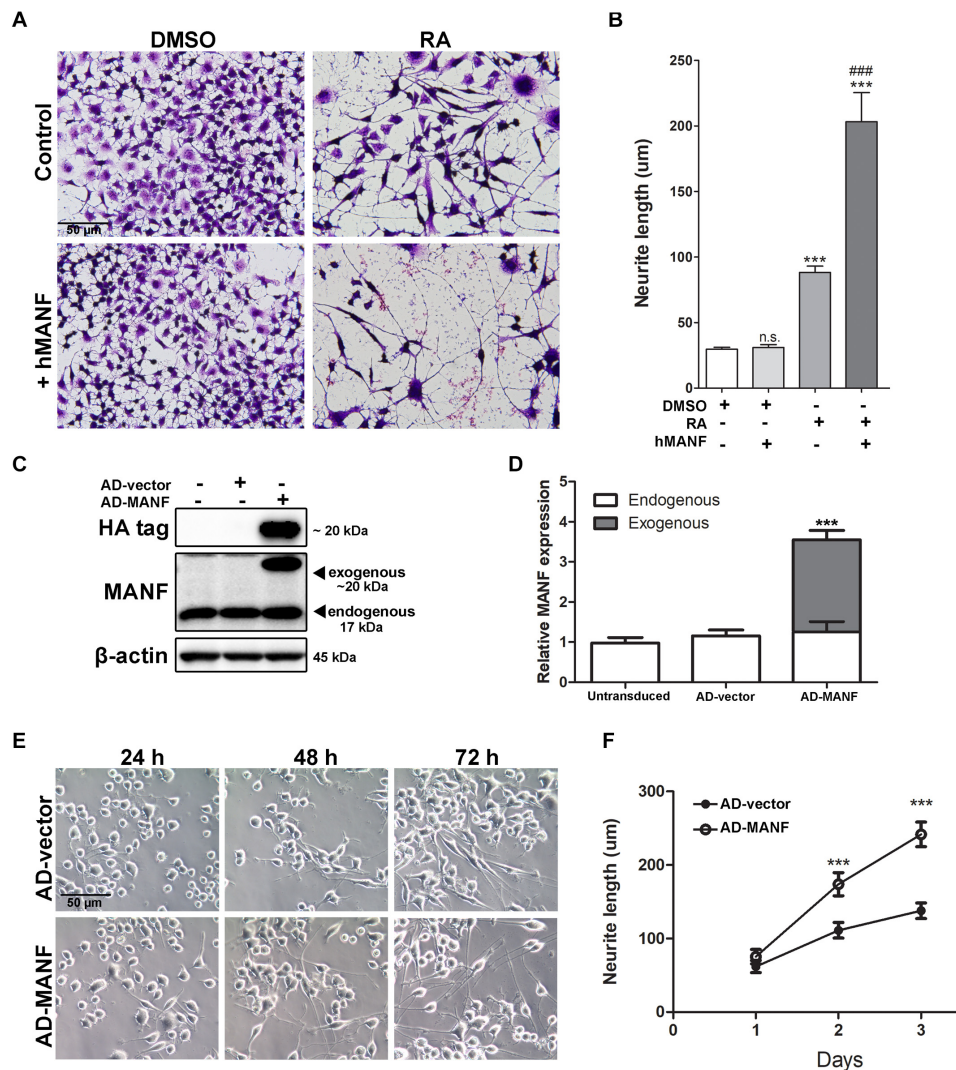 A
DMSO RA
Control
50 µm
+ hMANF
B
Neurite length (um)
250
200
150
100
50
0
###
***
***
n.s.
DMSO + + - -
RA - - + +
hMANF - + - +
C
AD-vector - + -
AD-MANF - - +
HA tag ~ 20 kDa
MANF
exogenous
~20 kDa
endogenous
17 kDa
β-actin 45 kDa
D
Relative MANF expression
5
4
3
2
1
0
Endogenous
Exogenous
***
Untransduced AD-vector AD-MANF
E
24 h 48 h 72 h
AD-vector
50 µm
AD-MANF
F
Neurite length (um)
300
200
100
0
AD-vector
AD-MANF
***
***
0 1 2 3
Days